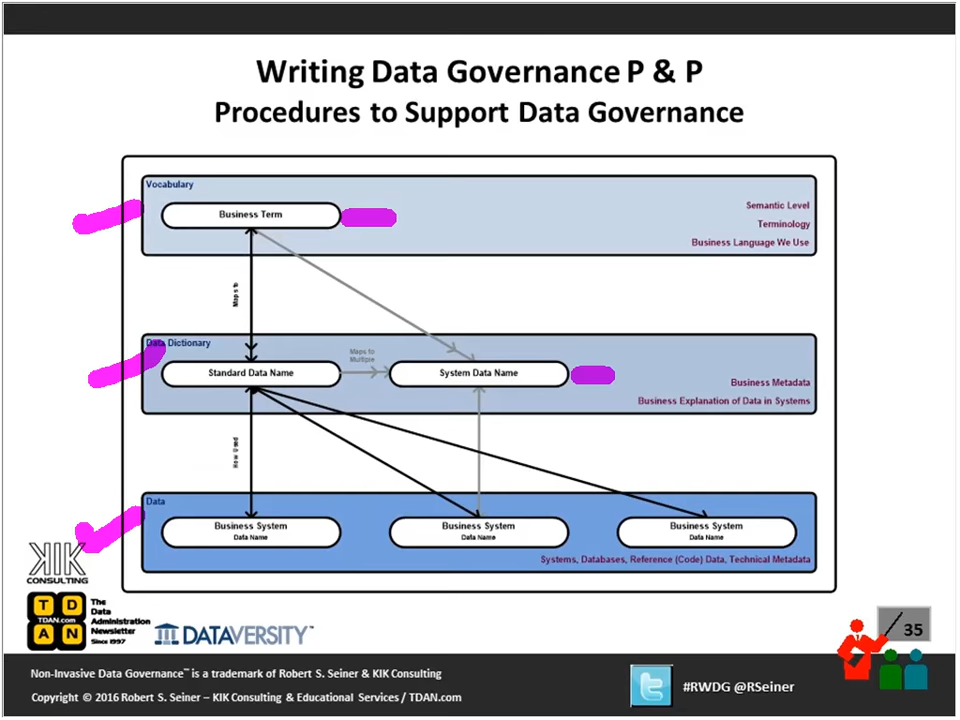 Writing Data Governance P & P
Procedures to Support Data Governance
Vocabulary
Business Term
Semantic Level
Terminology
Business Language We Use
Maps to
Data Dictionary
Maps to
Multiple
Standard Data Name
System Data Name
Business Metadata
Business Explanation of Data in Systems
How Used
Data
Business System
Data Name
Business System
Data Name
Business System
Data Name
Systems, Databases, Reference (Code) Data, Technical Metadata
KIK
CONSULTING
T D
TDAN.com
A N
The
Data
Administration
Newsletter
Since 1997
DATAVERSITY™
35
Non-Invasive Data Governance™ is a trademark of Robert S. Seiner & KIK Consulting
Copyright © 2016 Robert S. Seiner – KIK Consulting & Educational Services / TDAN.com
#RWDG @RSeiner